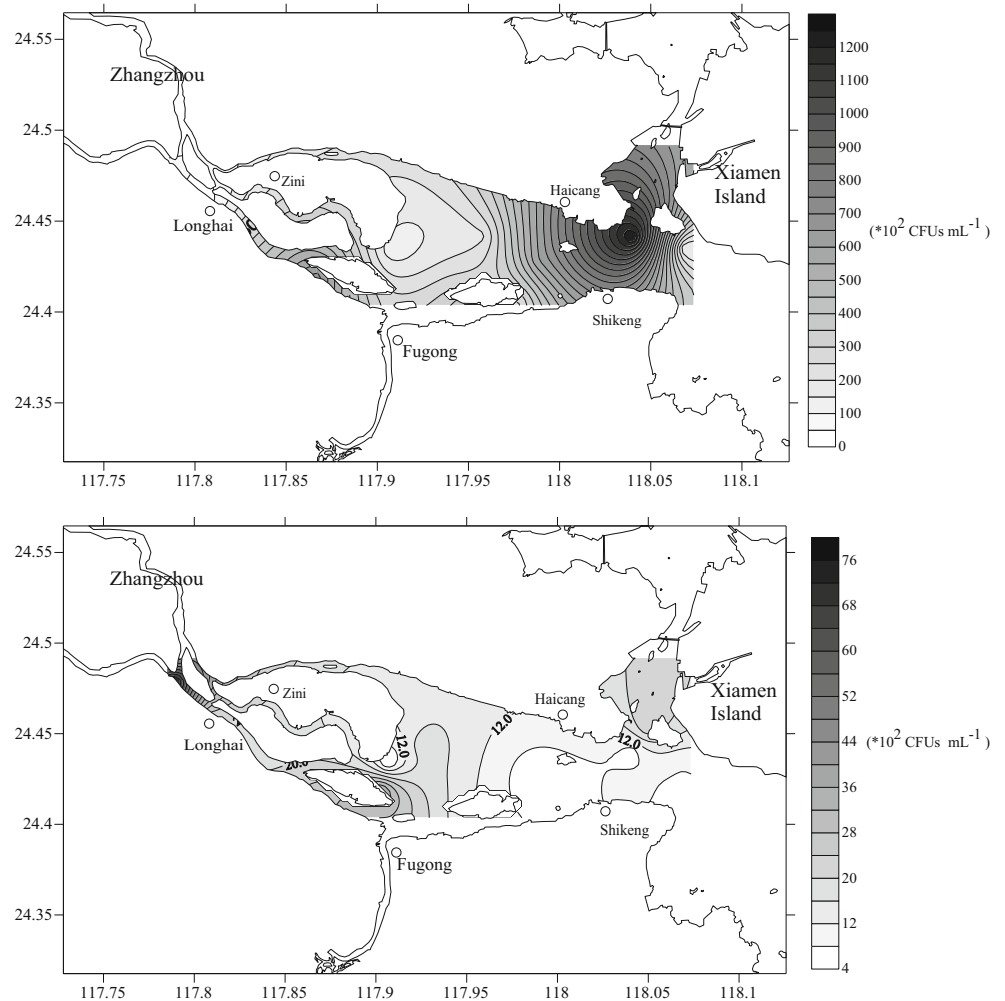 24.55
24.5
24.45
24.4
24.35
Zhangzhou
Zini
Longhai
Fugong
Haicang
Shikeng
Xiamen
Island
117.75 117.8 117.85 117.9 117.95 118 118.05 118.1
1200
1100
1000
900
800
700
600
500
400
300
200
100
0
(*10² CFUs mL⁻¹ )
24.55
24.5
24.45
24.4
24.35
Zhangzhou
Zini
Longhai
20.0
12.0
12.0
12.0
Fugong
Haicang
Shikeng
Xiamen
Island
117.75 117.8 117.85 117.9 117.95 118 118.05 118.1
76
68
60
52
44
36
28
20
12
4
(*10² CFUs mL⁻¹ )